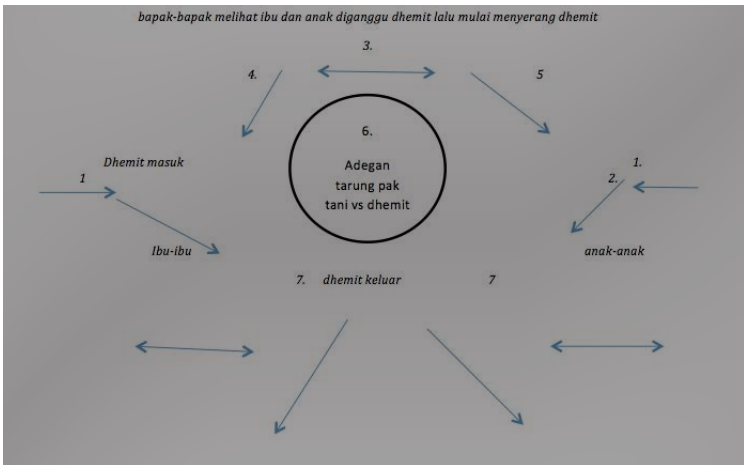 bapak-bapak melihat ibu dan anak diganggu dhemit lalu mulai menyerang dhemit
3.
4.
5
6.
Adegan
tarung pak
tani vs dhemit
Dhemit masuk
1
1.
2.
Ibu-ibu
anak-anak
7. dhemit keluar
7